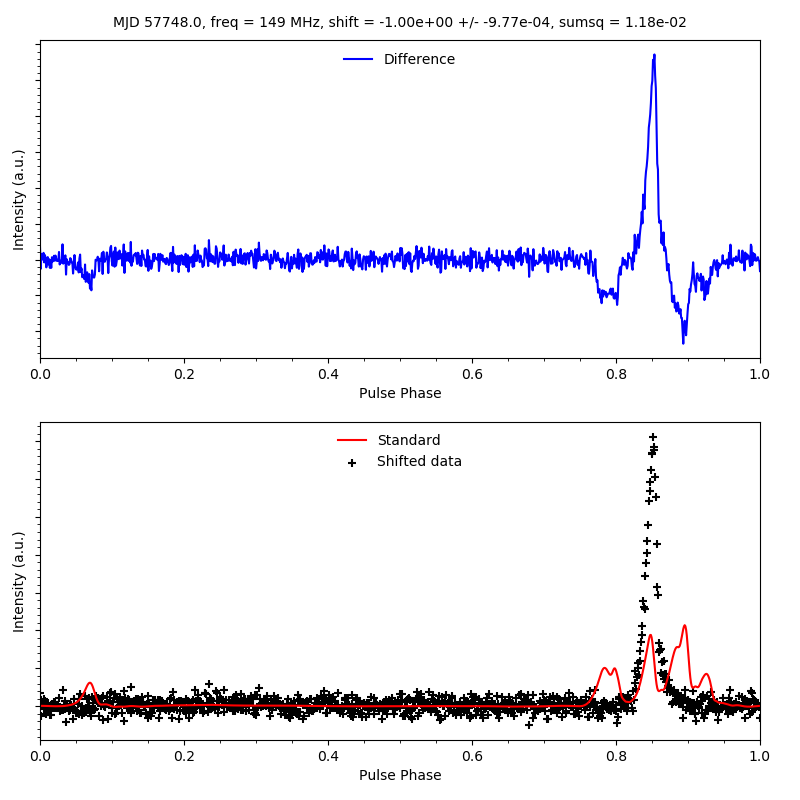 MJD 57748.0, freq = 149 MHz, shift = -1.00e+00 +/- -9.77e-04, sumsq = 1.18e-02
Difference
Intensity (a.u.)
0.0 0.2 0.4 0.6 0.8 1.0
Pulse Phase
Standard
Shifted data
Intensity (a.u.)
0.0 0.2 0.4 0.6 0.8 1.0
Pulse Phase